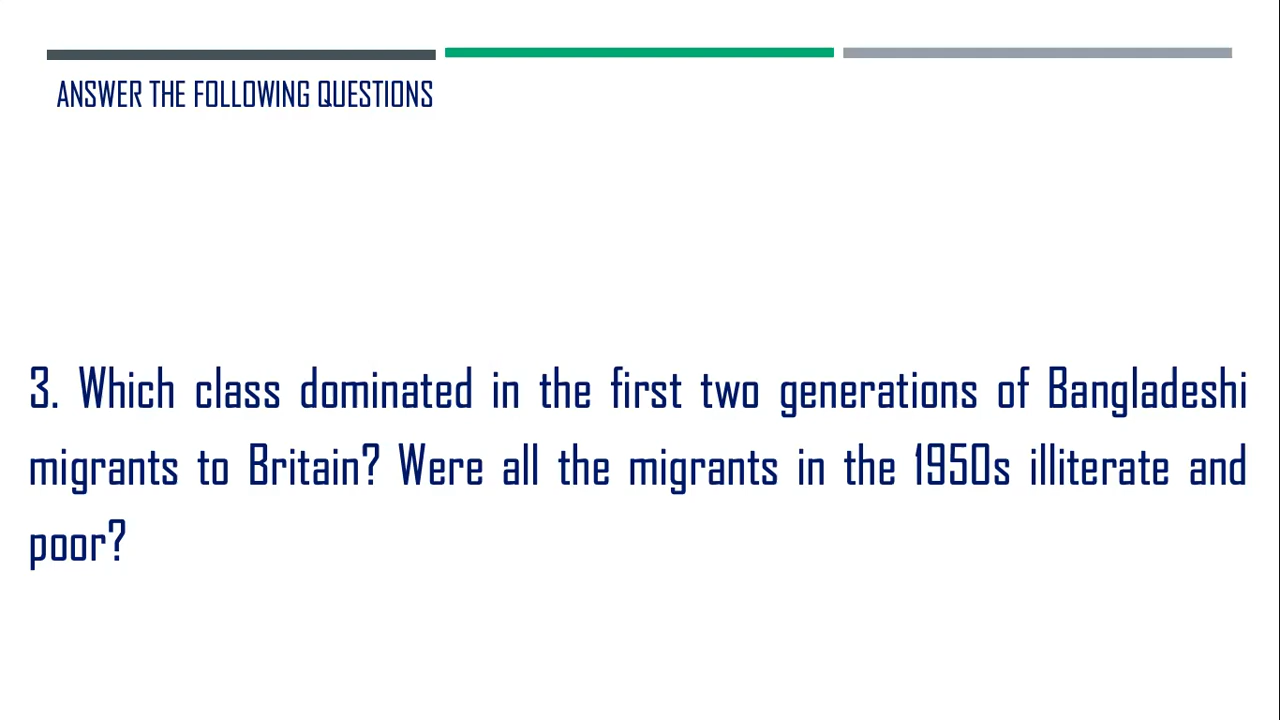 ANSWER THE FOLLOWING QUESTIONS
3. Which class dominated in the first two generations of Bangladeshi
migrants to Britain? Were all the migrants in the 1950s illiterate and
poor?